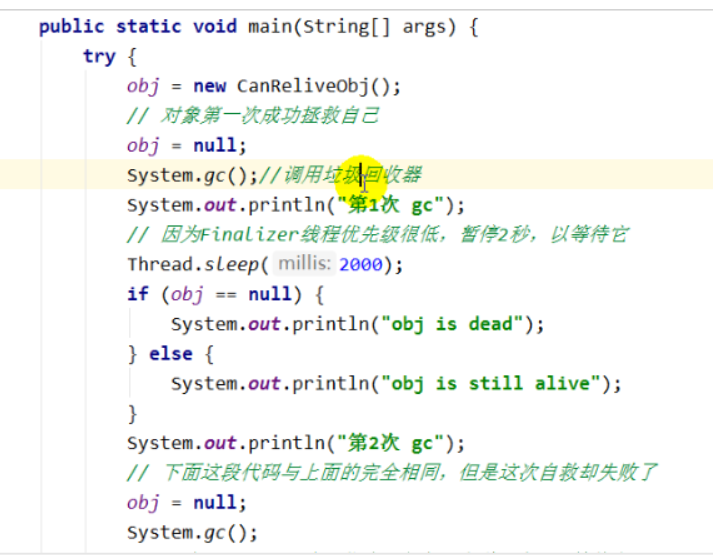 public static void main(String[] args) {
try {
obj = new CanReliveObj();
// 对象第一次成功拯救自己
obj = null;
System.gc();//调用垃圾回收器
System.out.println("第1次 gc");
// 因为Finalizer线程优先级很低，暂停2秒，以等待它
Thread.sleep( millis: 2000);
if (obj == null) {
System.out.println("obj is dead");
} else {
System.out.println("obj is still alive");
}
System.out.println("第2次 gc");
// 下面这段代码与上面的完全相同，但是这次自救却失败了
obj = null;
System.gc();